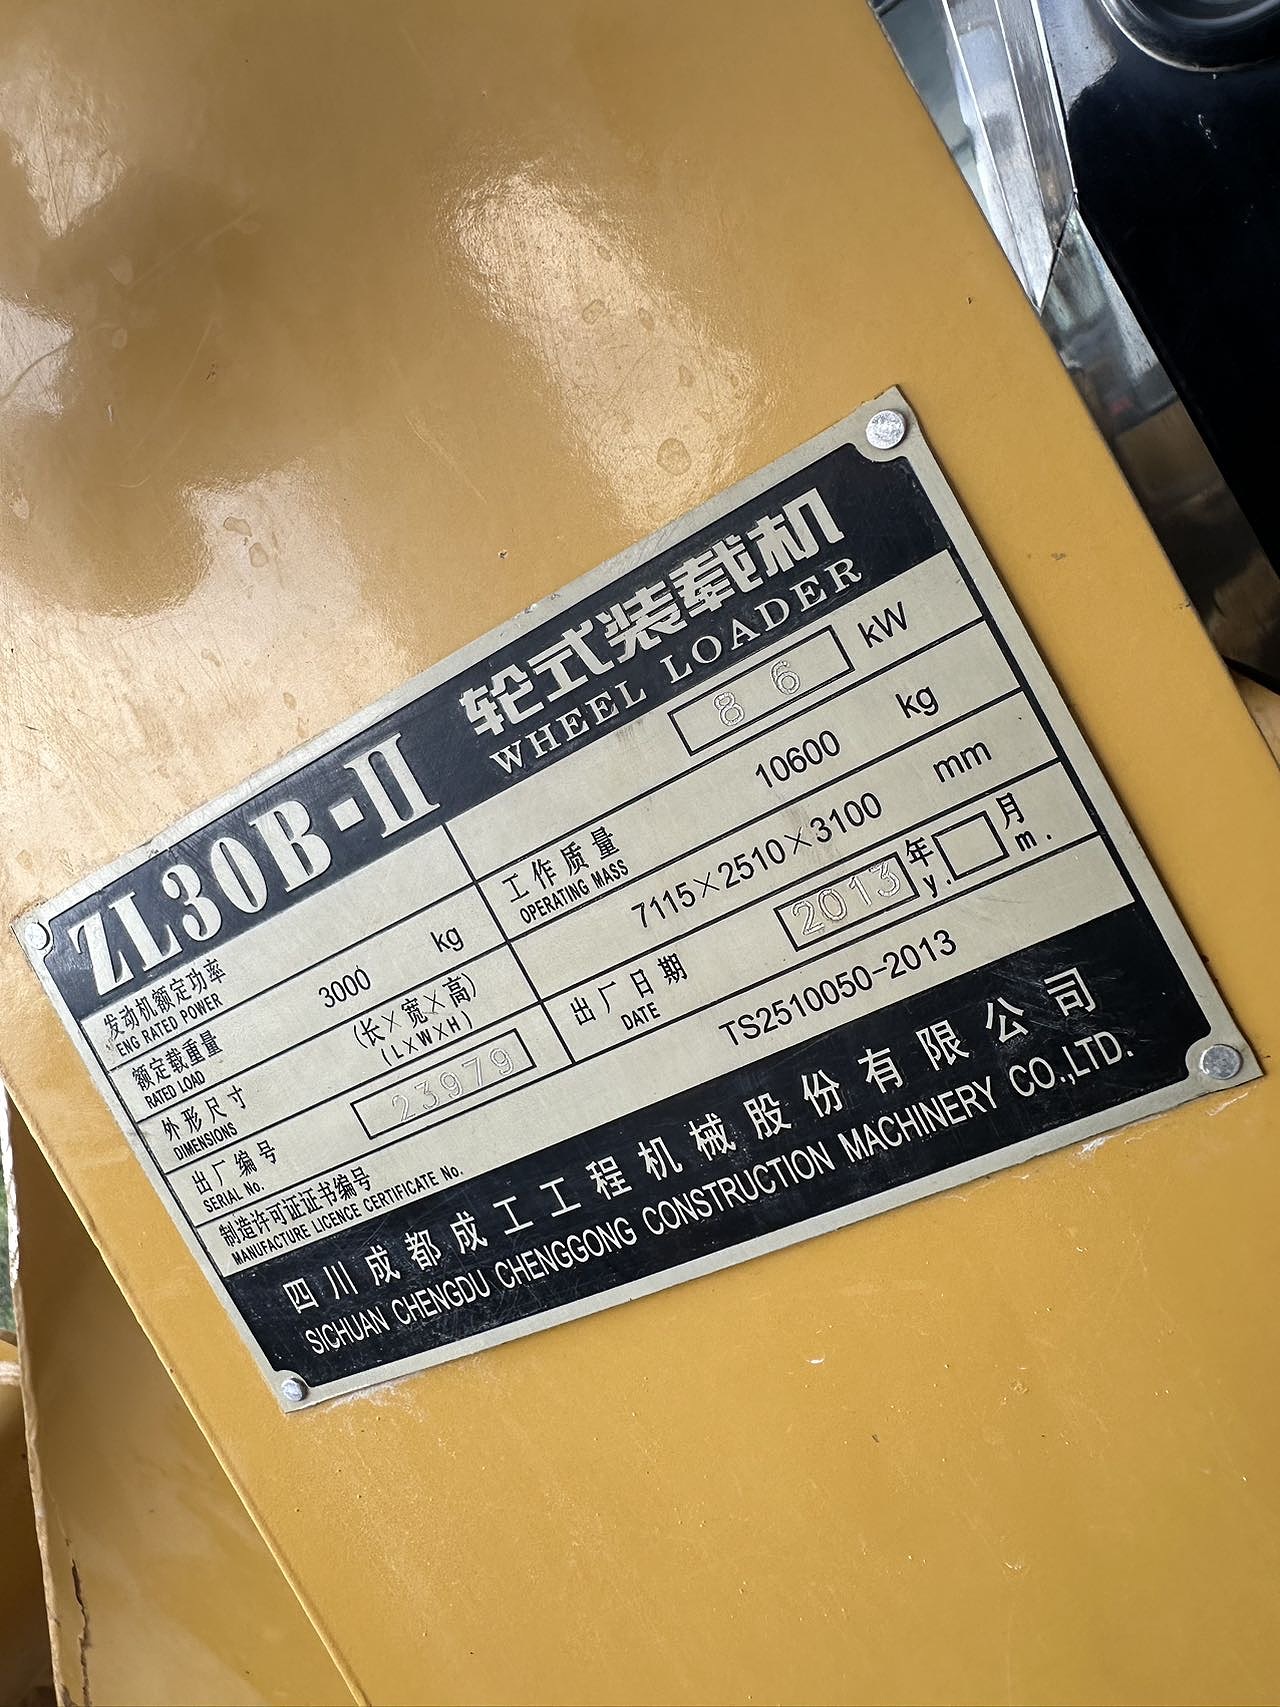 ZL30B-II 轮式装载机
WHEEL LOADER
发动机额定功率 86 kW
ENG RATED POWER
额定载重量 3000 kg 工作质量 10600 kg
RATED LOAD OPERATING MASS
外形尺寸 (长×宽×高) 7115×2510×3100 mm
DIMENSIONS (L×W×H)
出厂编号 23979 出厂日期 2013 年 月
SERIAL No. DATE y. m.
制造许可证证书编号 TS2510050-2013
MANUFACTURE LICENCE CERTIFICATE No.
四川成都成工工程机械股份有限公司
SICHUAN CHENGDU CHENGGONG CONSTRUCTION MACHINERY CO.,LTD.